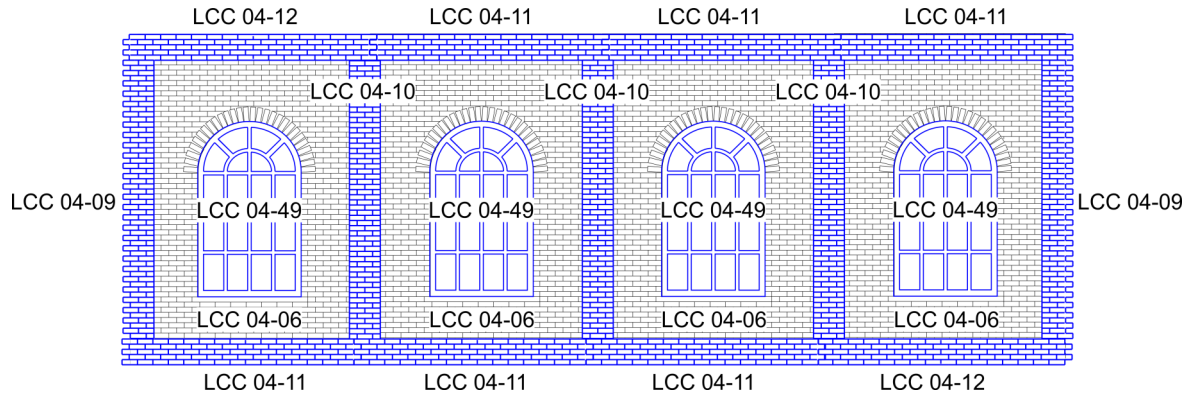 LCC 04-12 LCC 04-11 LCC 04-11 LCC 04-11
LCC 04-10 LCC 04-10 LCC 04-10
LCC 04-09 LCC 04-49 LCC 04-49 LCC 04-49 LCC 04-49 LCC 04-09
LCC 04-06 LCC 04-06 LCC 04-06 LCC 04-06
LCC 04-11 LCC 04-11 LCC 04-11 LCC 04-12